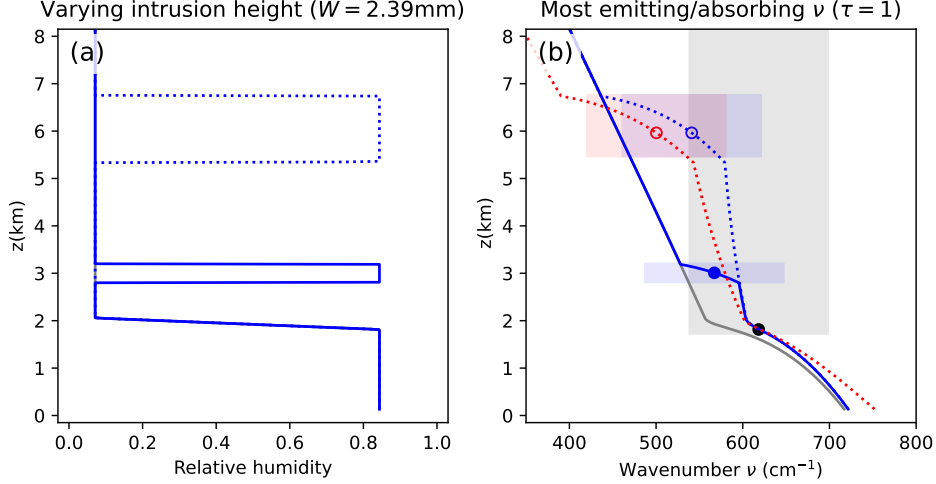 Varying intrusion height (W = 2.39mm)
(a)
z(km)
8
7
6
5
4
3
2
1
0
0.0 0.2 0.4 0.6 0.8 1.0
Relative humidity
Most emitting/absorbing ν (τ = 1)
(b)
z(km)
8
7
6
5
4
3
2
1
0
400 500 600 700 800
Wavenumber ν (cm⁻¹)